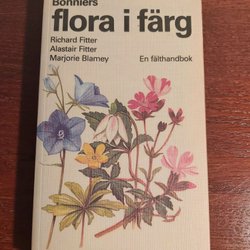 Bonniers
flora i färg
Richard Fitter
Alastair Fitter
Marjorie Blamey
En fälthandbok